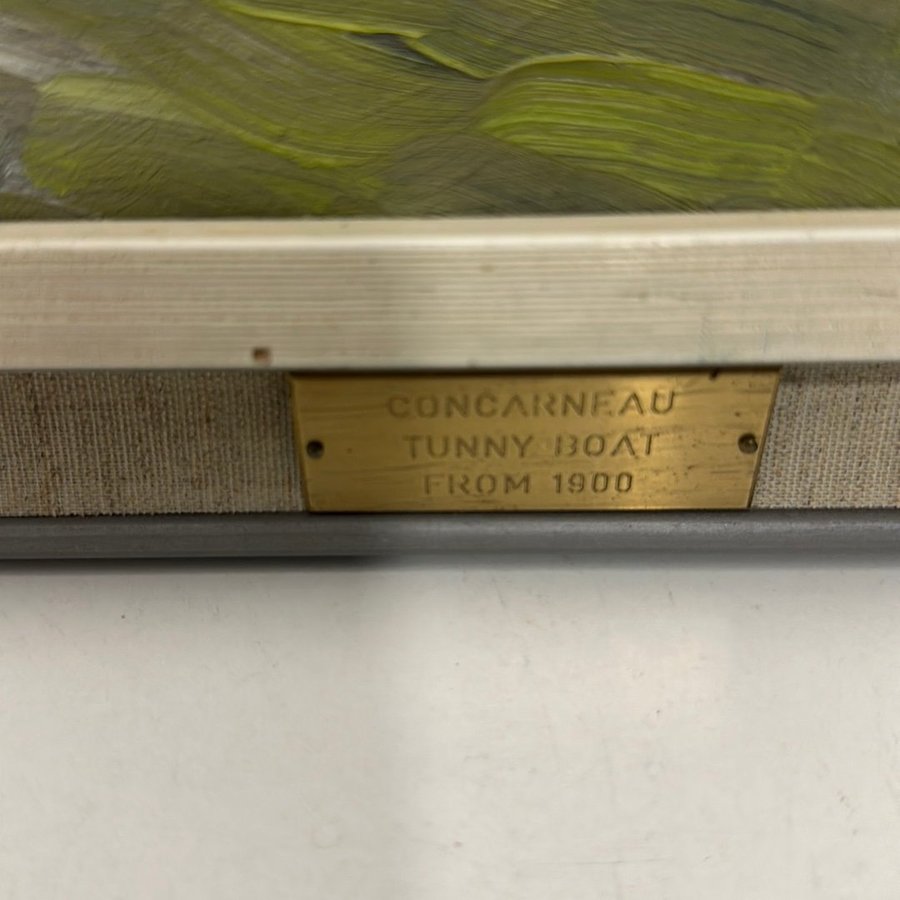 CONCARNEAU
TUNNY BOAT
FROM 1900